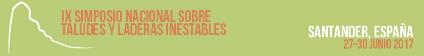 IX SIMPOSIO NACIONAL SOBRE
TALUDES Y LADERAS INESTABLES
SANTANDER, ESPAÑA
27-30 JUNIO 2017